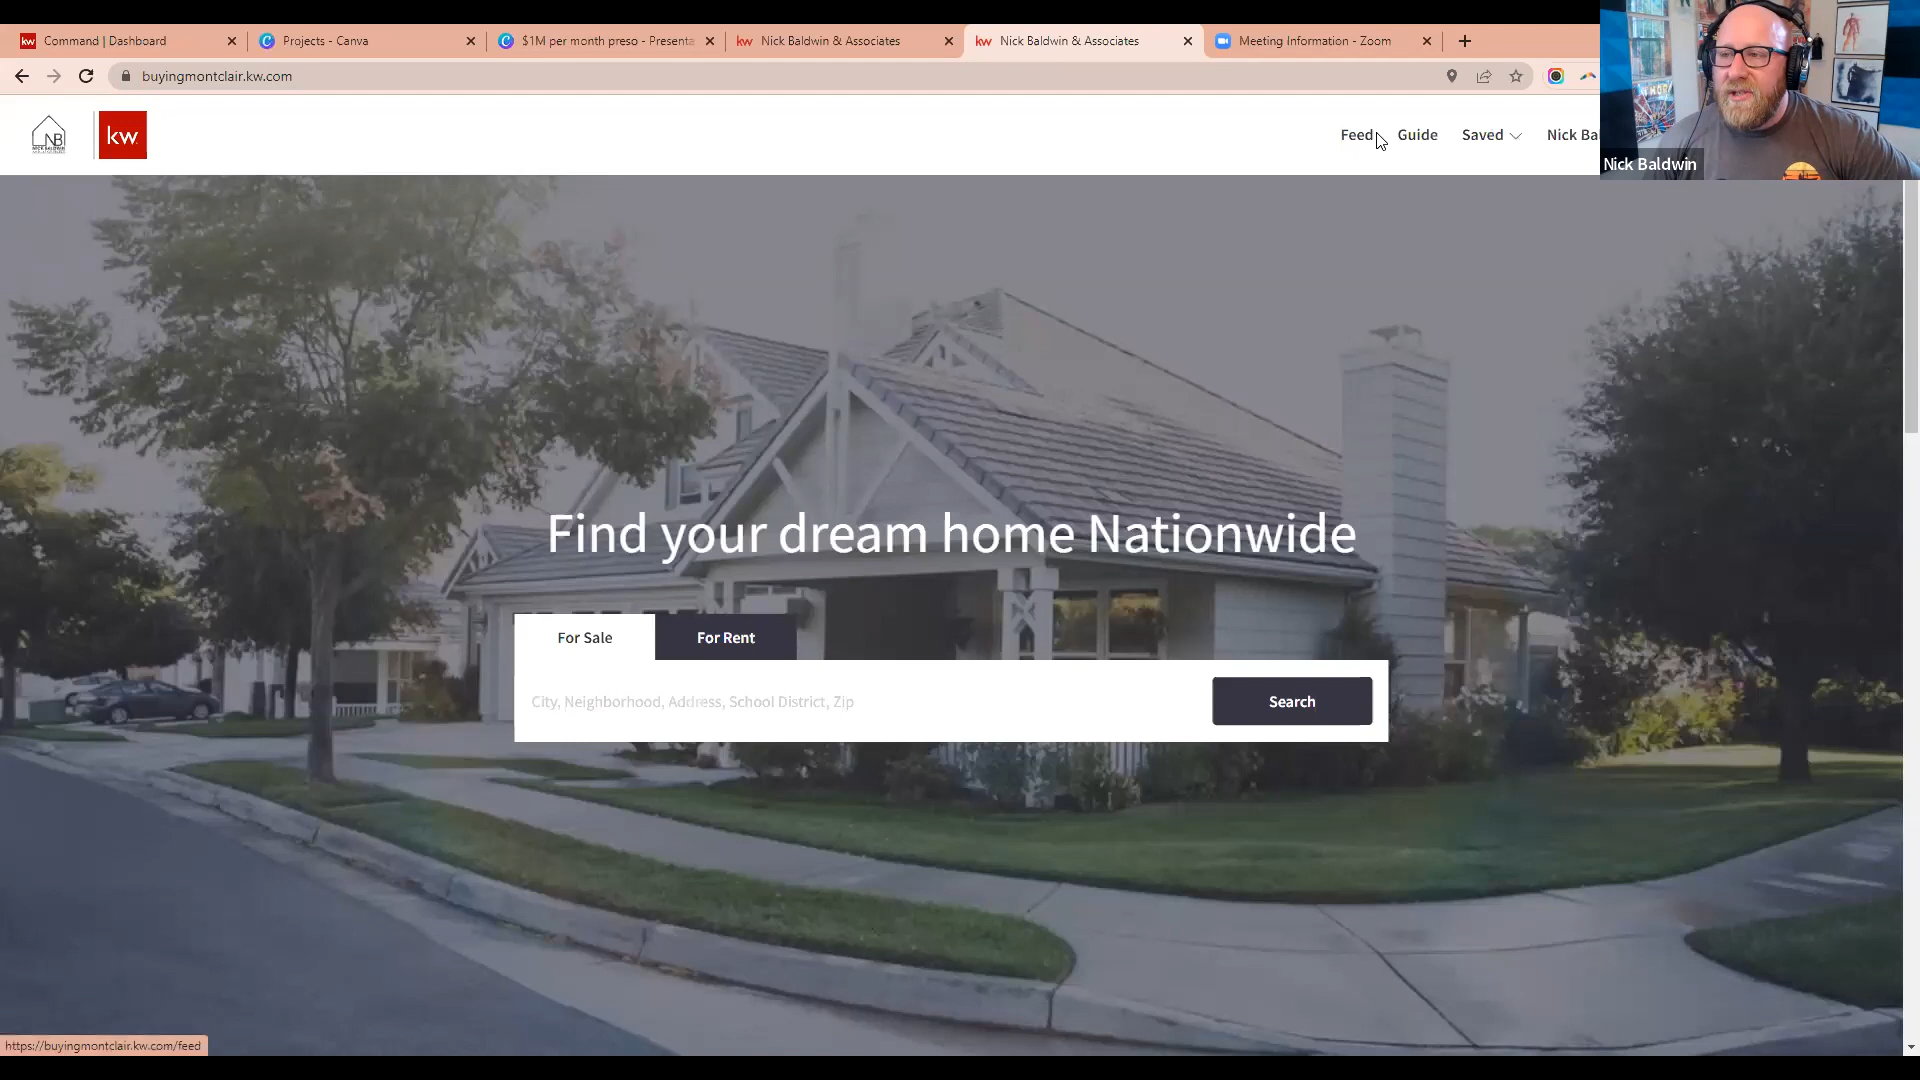 Command | Dashboard
Projects - Canva
$1M per month preso - Presenta
Nick Baldwin & Associates
Nick Baldwin & Associates
Meeting Information - Zoom
buyingmontclair.kw.com
NB
kw
Feed
Guide
Saved
Nick Ba
Nick Baldwin
Find your dream home Nationwide
For Sale
For Rent
City, Neighborhood, Address, School District, Zip
Search
https://buyingmontclair.kw.com/feed